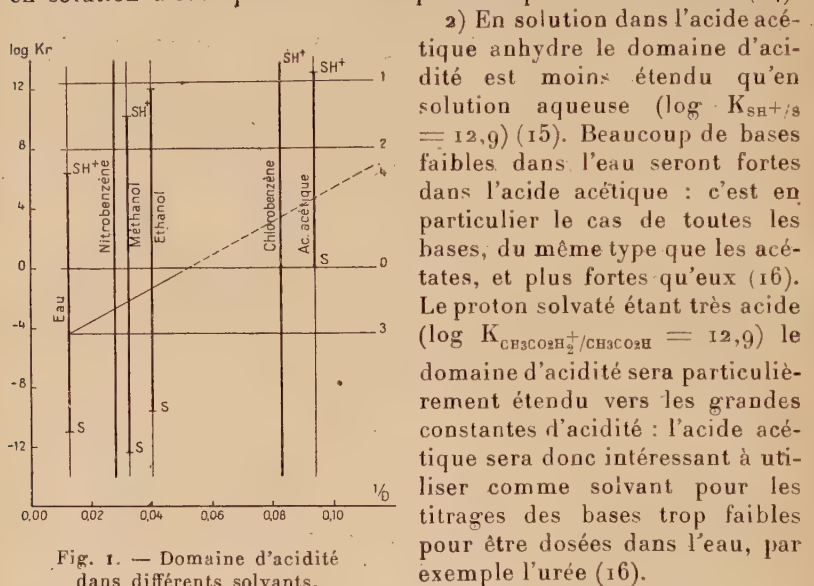 2) En solution dans l'acide acé-
tique anhydre le domaine d'aci-
dité est moins étendu qu'en
solution aqueuse (log K SH+/S
= 12,9) (15). Beaucoup de bases
faibles dans l'eau seront fortes
dans l'acide acétique : c'est en
particulier le cas de toutes les
bases, du même type que les acé-
tates, et plus fortes qu'eux (16).
Le proton solvaté étant très acide
(log K CH3CO2H2+/CH3CO2H = 12,9) le
domaine d'acidité sera particuliè-
rement étendu vers les grandes
constantes d'acidité : l'acide acé-
tique sera donc intéressant à uti-
liser comme solvant pour les
titrages des bases trop faibles
pour être dosées dans l'eau, par
exemple l'urée (16).
log Kr
12
8
4
0
-4
-8
-12
0,00 0,02 0,04 0,06 0,08 0,10
1/D
Eau
SH+
S
Nitrobenzène
Méthanol
SH+
S
Ethanol
S
Chlorobenzène
SH+
Ac. acétique
SH+
S
1
2
4
0
3
Fig. 1. — Domaine d'acidité
dans différents solvants.